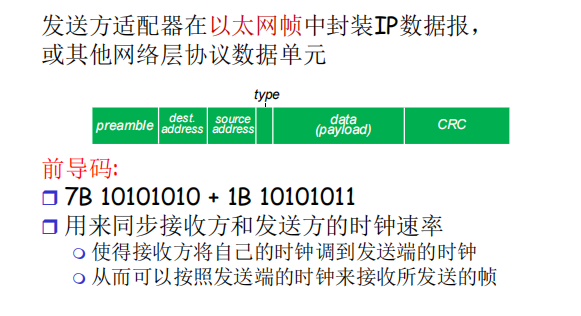 发送方适配器在以太网帧中封装IP数据报，
或其他网络层协议数据单元
type
preamble dest. address source address data (payload) CRC
前导码:
7B 10101010 + 1B 10101011
用来同步接收方和发送方的时钟速率
使得接收方将自己的时钟调到发送端的时钟
从而可以按照发送端的时钟来接收所发送的帧